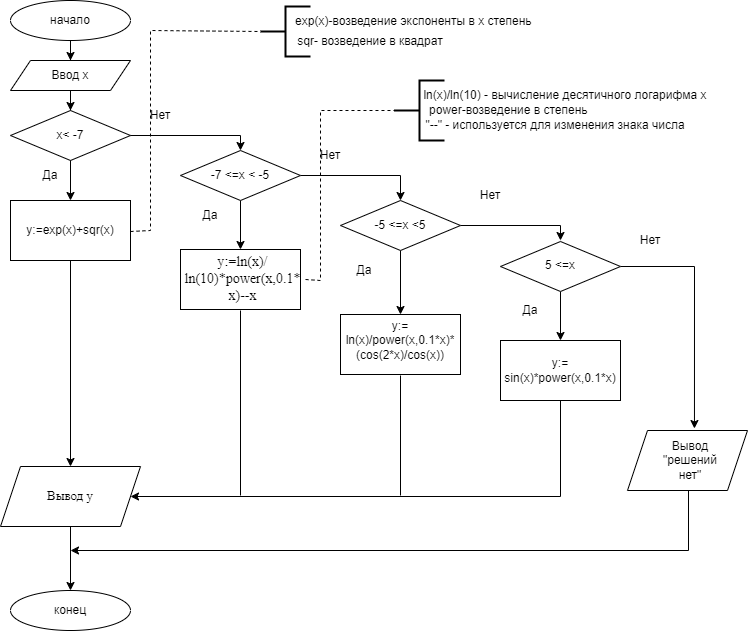 начало
exp(x)-возведение экспоненты в x степень
sqr- возведение в квадрат
Ввод x
ln(x)/ln(10) - вычисление десятичного логарифма x
power-возведение в степень
"--" - используется для изменения знака числа
Нет
x< -7
Да
Нет
-7 <=x < -5
Да
Нет
-5 <=x <5
Да
Нет
5 <=x
Да
y:=exp(x)+sqr(x)
y:=ln(x)/
ln(10)*power(x,0.1*
x)--x
y:=
ln(x)/power(x,0.1*x)*
(cos(2*x)/cos(x))
y:=
sin(x)*power(x,0.1*x)
Вывод
"решений
нет"
Вывод y
конец